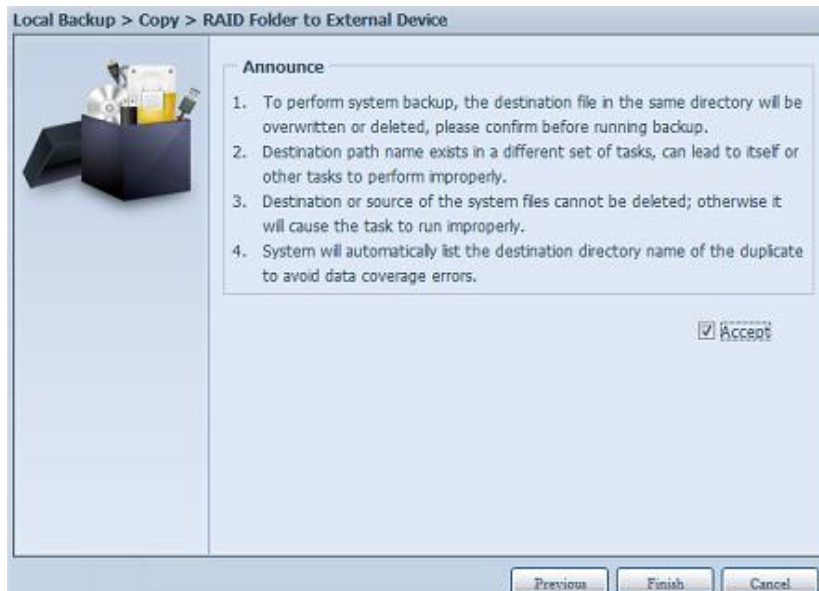 Local Backup > Copy > RAID Folder to External Device
Announce
1. To perform system backup, the destination file in the same directory will be
overwritten or deleted, please confirm before running backup.
2. Destination path name exists in a different set of tasks, can lead to itself or
other tasks to perform improperly.
3. Destination or source of the system files cannot be deleted; otherwise it
will cause the task to run improperly.
4. System will automatically list the destination directory name of the duplicate
to avoid data coverage errors.
Accept
Previous
Finish
Cancel